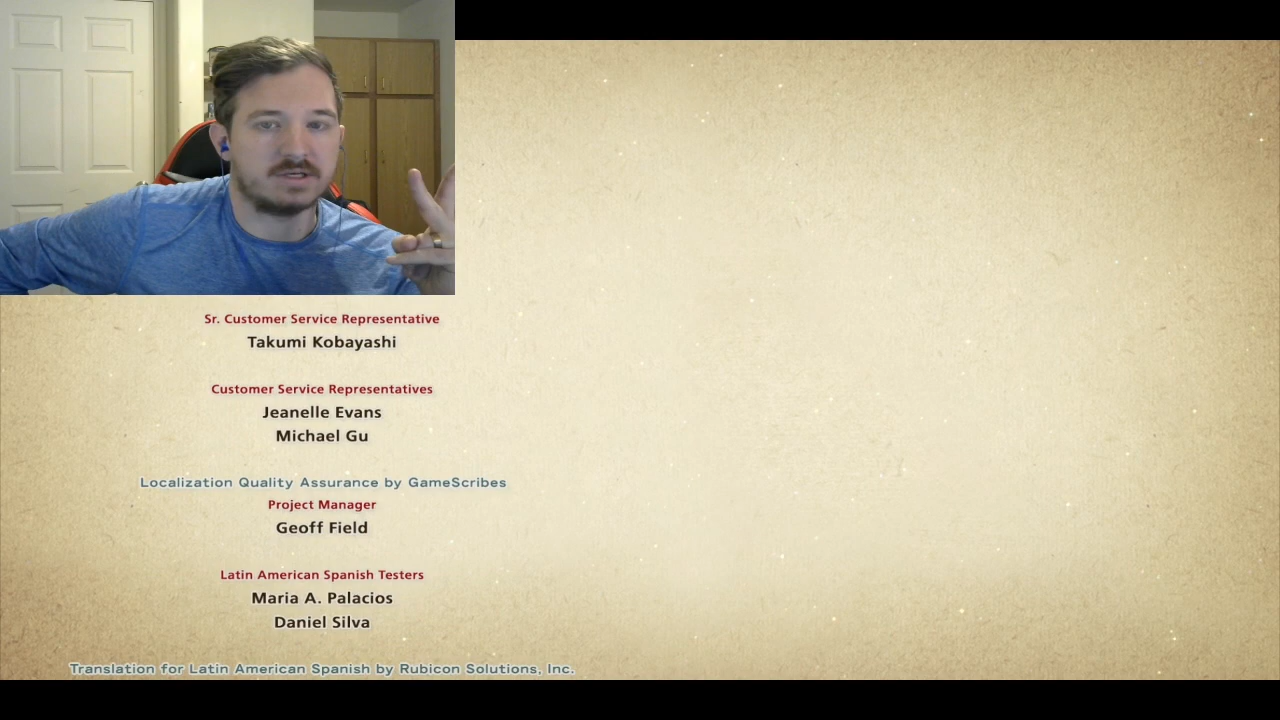 Sr. Customer Service Representative
Takumi Kobayashi
Customer Service Representatives
Jeanelle Evans
Michael Gu
Localization Quality Assurance by GameScribes
Project Manager
Geoff Field
Latin American Spanish Testers
Maria A. Palacios
Daniel Silva
Translation for Latin American Spanish by Rubicon Solutions, Inc.